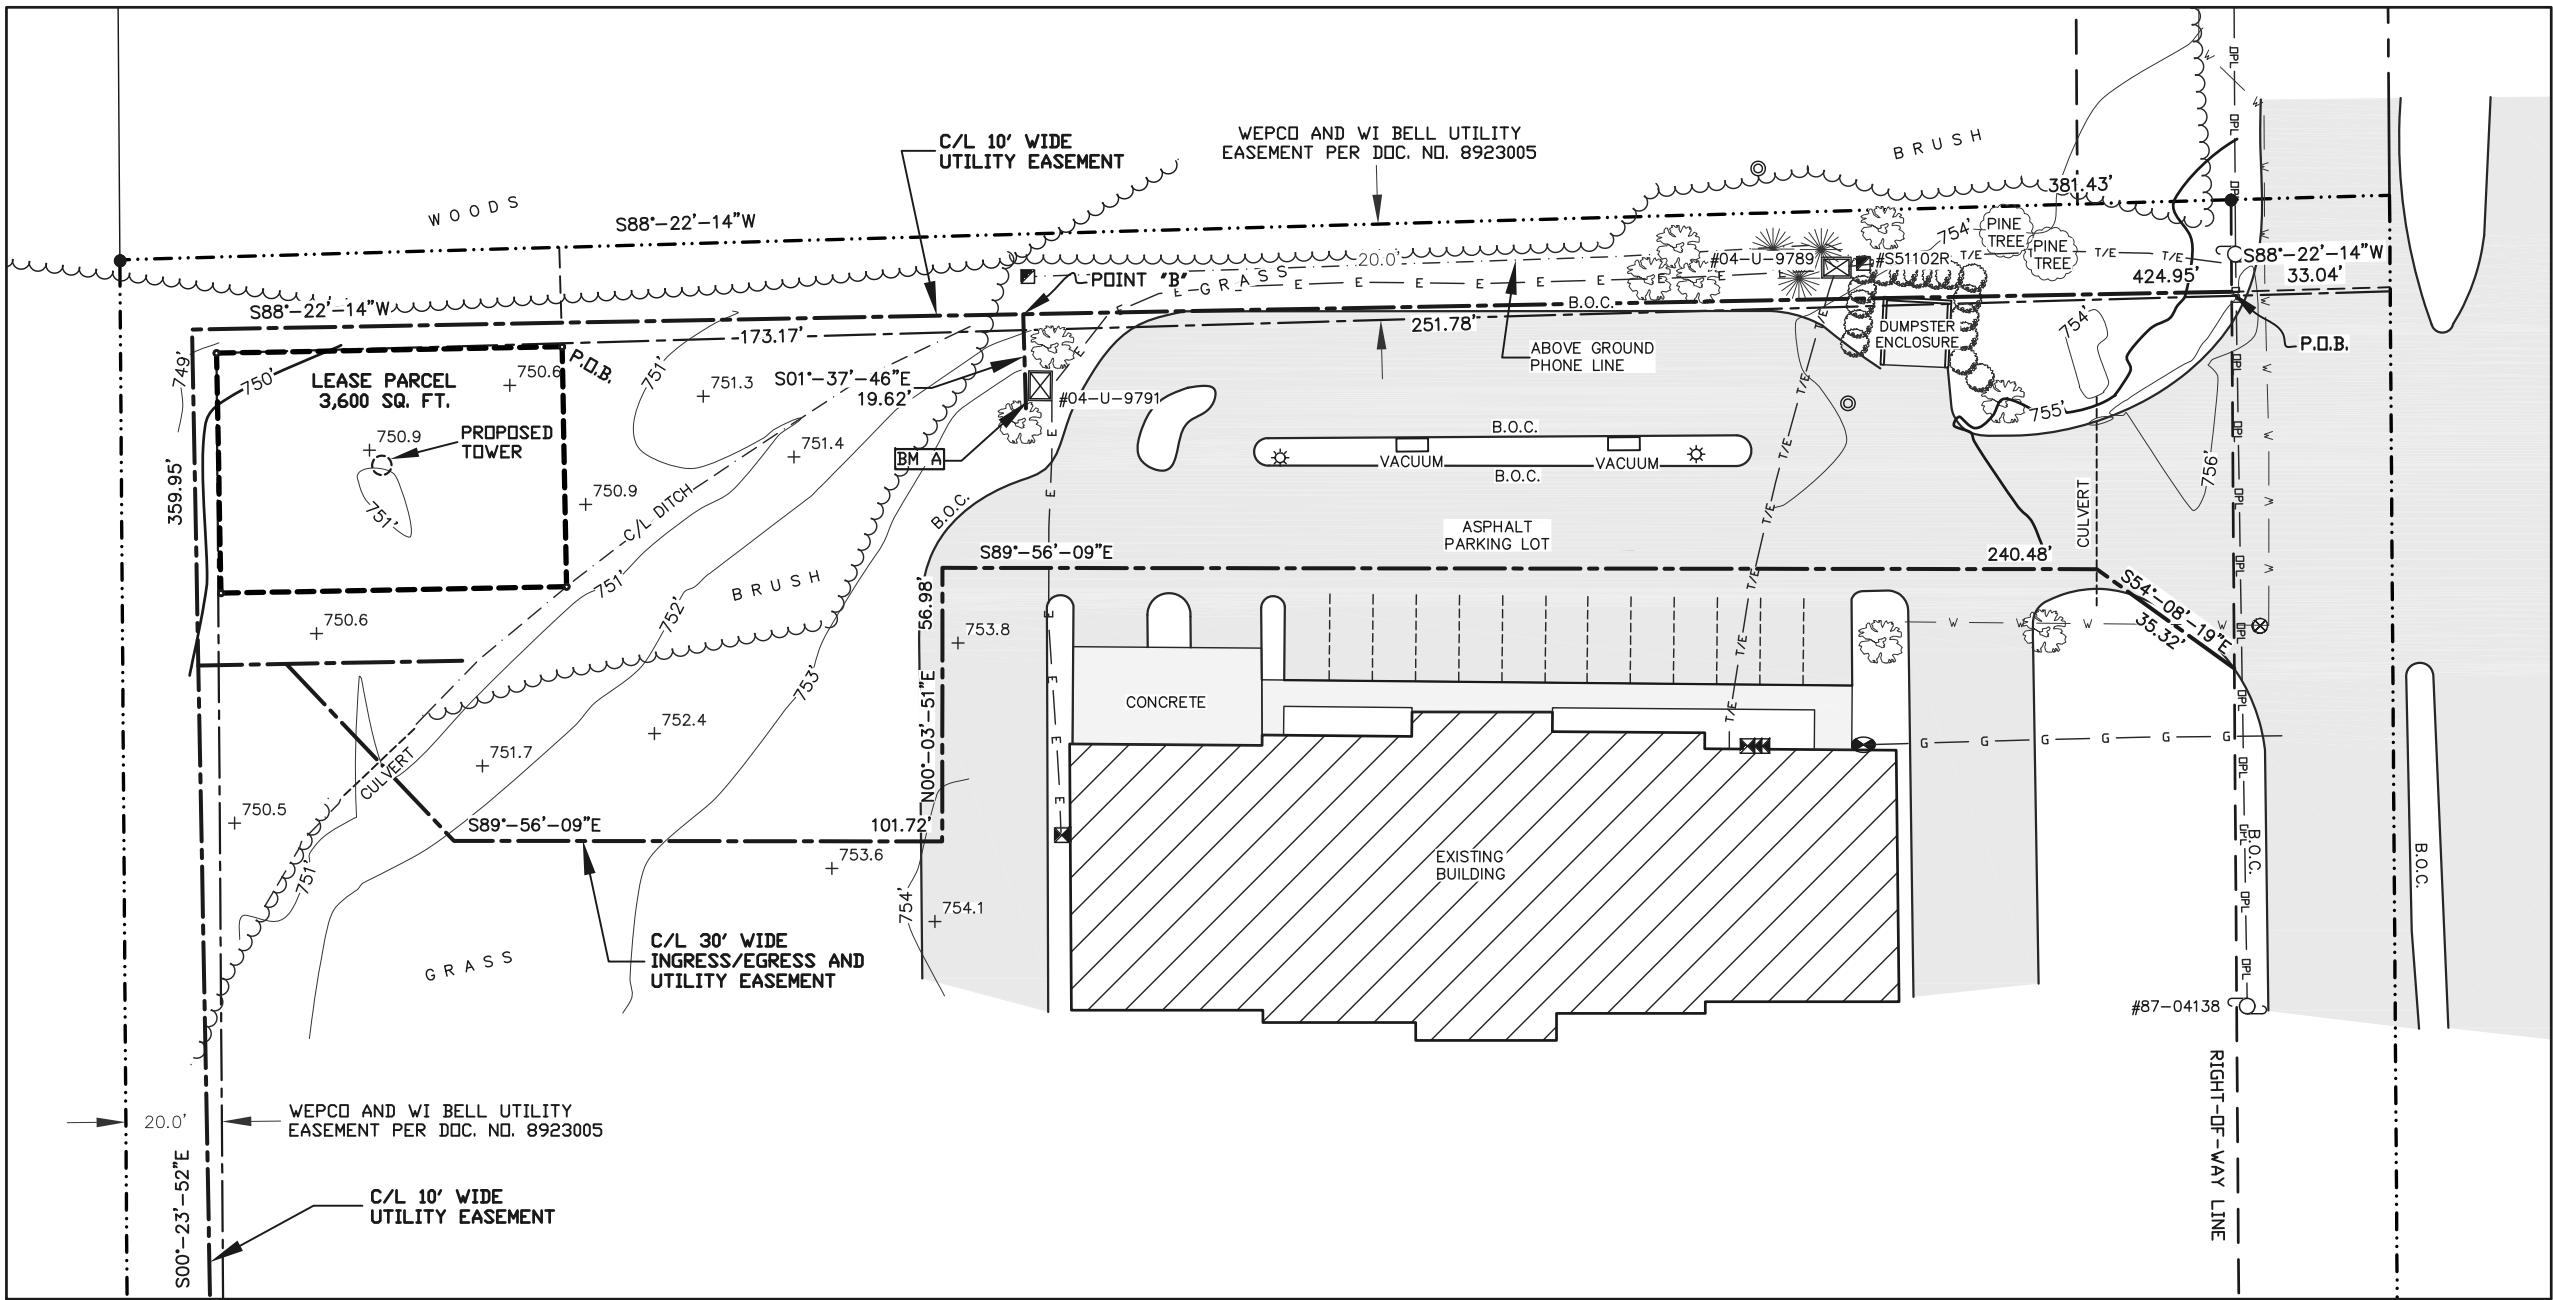 C/L 10' WIDE
UTILITY EASEMENT
WEPCO AND WI BELL UTILITY
EASEMENT PER DOC. NO. 8923005
BRUSH
WOODS
S88°-22'-14"W
381.43'
PINE
TREE
PINE
TREE
754'
S88°-22'-14"W
33.04'
424.95'
P.O.B.
#04-U-9789
#S51102R
20.0'
POINT "B"
GRASS
E E E E E E E E
T/E T/E T/E
B.O.C.
251.78'
S88°-22'-14"W
173.17'
749'
750'
LEASE PARCEL
3,600 SQ. FT.
750.6
P.O.B.
751'
751.3
S01°-37'-46"E
19.62'
#04-U-9791
ABOVE GROUND
PHONE LINE
DUMPSTER
ENCLOSURE
754'
755'
756'
750.9
PROPOSED
TOWER
751'
751.4
BM A
B.O.C.
B.O.C.
VACUUM
VACUUM
B.O.C.
359.95'
750.9
C/L DITCH
ASPHALT
PARKING LOT
CULVERT
S89°-56'-09"E
240.48'
S54°-08'-19"E
35.32'
751'
752'
BRUSH
56.98'
N00°-03'-51"E
753.8
750.6
753'
752.4
751.7
CONCRETE
CULVERT
750.5
751'
S89°-56'-09"E
101.72'
753.6
754'
754.1
EXISTING
BUILDING
G G G G G G
W W W W
OPL OPL OPL OPL
B.O.C.
B.O.C.
C/L 30' WIDE
INGRESS/EGRESS AND
UTILITY EASEMENT
GRASS
#87-04138
RIGHT-OF-WAY LINE
20.0'
WEPCO AND WI BELL UTILITY
EASEMENT PER DOC. NO. 8923005
S00°-23'-52"E
C/L 10' WIDE
UTILITY EASEMENT